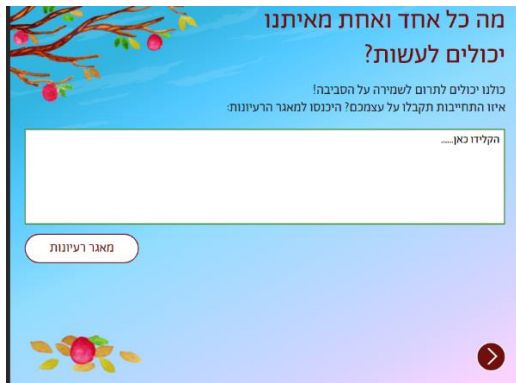 מה כל אחד ואחת מאיתנו
יכולים לעשות?
כולנו יכולים לתרום לשמירה על הסביבה!
איזו התחייבות תקבלו על עצמכם? היכנסו למאגר הרעיונות:
הקלידו כאן.....
מאגר רעיונות